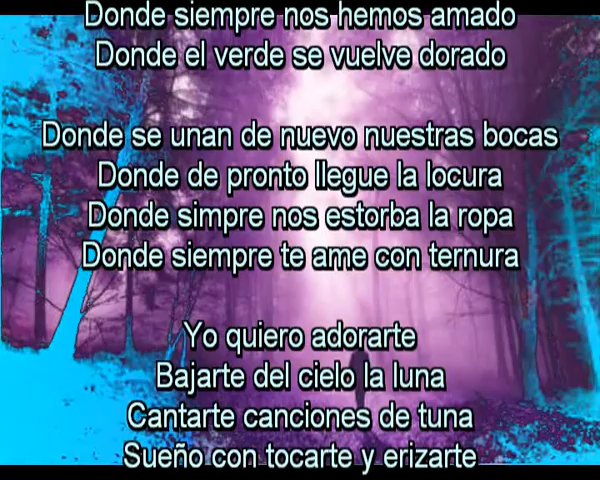 Donde siempre nos hemos amado
Donde el verde se vuelve dorado
Donde se unan de nuevo nuestras bocas
Donde de pronto llegue la locura
Donde simpre nos estorba la ropa
Donde siempre te ame con ternura
Yo quiero adorarte
Bajarte del cielo la luna
Cantarte canciones de tuna
Sueño con tocarte y erizarte